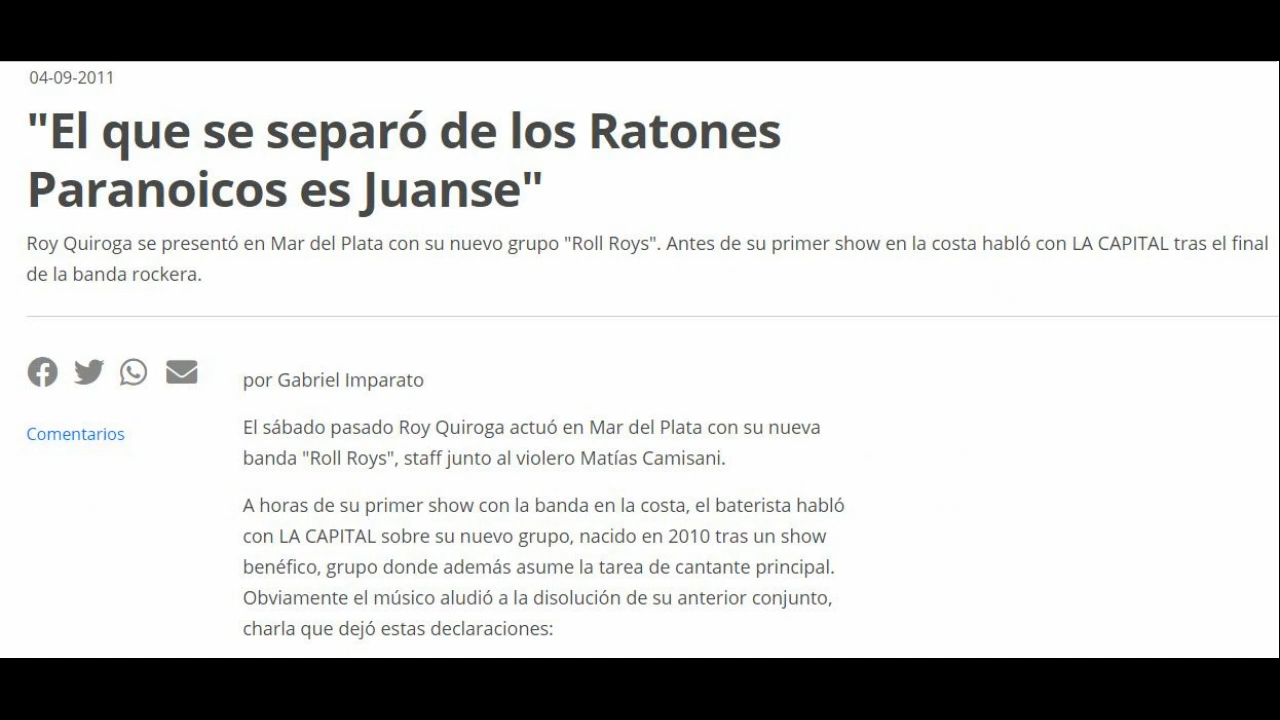 04-09-2011
"El que se separó de los Ratones
Paranoicos es Juanse"
Roy Quiroga se presentó en Mar del Plata con su nuevo grupo "Roll Roys". Antes de su primer show en la costa habló con LA CAPITAL tras el final
de la banda rockera.
por Gabriel Imparato
Comentarios
El sábado pasado Roy Quiroga actuó en Mar del Plata con su nueva
banda "Roll Roys", staff junto al violero Matías Camisani.
A horas de su primer show con la banda en la costa, el baterista habló
con LA CAPITAL sobre su nuevo grupo, nacido en 2010 tras un show
benéfico, grupo donde además asume la tarea de cantante principal.
Obviamente el músico aludió a la disolución de su anterior conjunto,
charla que dejó estas declaraciones: